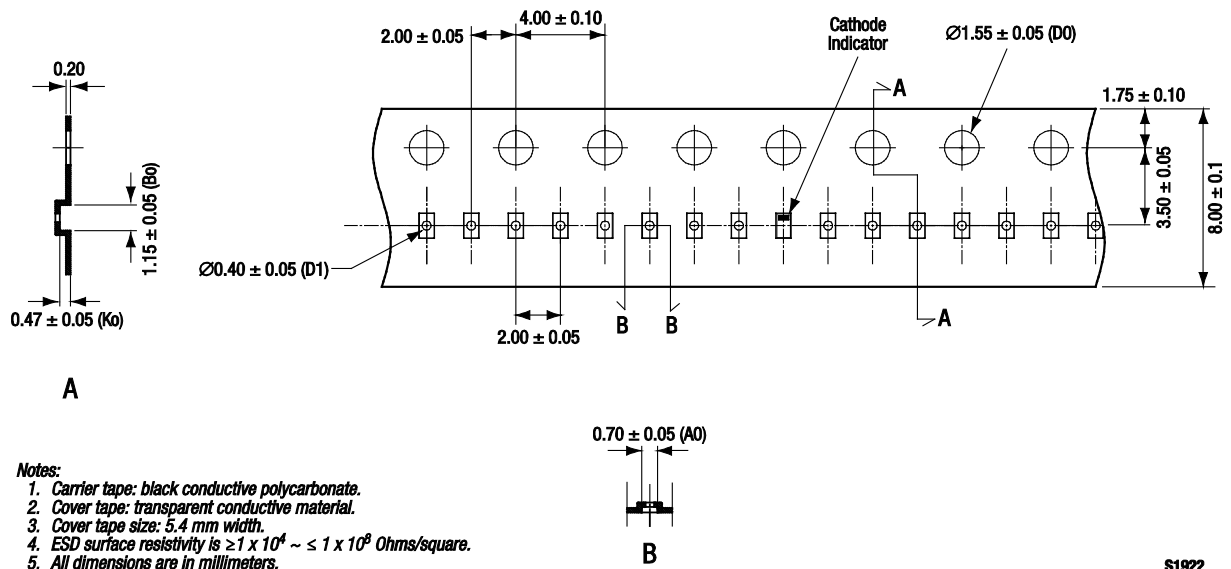 4.00 ± 0.10
2.00 ± 0.05
Cathode
Indicator
Ø1.55 ± 0.05 (D0)
0.20
A
1.75 ± 0.10
1.15 ± 0.05 (Bo)
3.50 ± 0.05
8.00 ± 0.1
Ø0.40 ± 0.05 (D1)
0.47 ± 0.05 (Ko)
B B
A
2.00 ± 0.05
A
0.70 ± 0.05 (A0)
B
Notes:
1. Carrier tape: black conductive polycarbonate.
2. Cover tape: transparent conductive material.
3. Cover tape size: 5.4 mm width.
4. ESD surface resistivity is ≥1 x 10⁴ ~ ≤ 1 x 10⁸ Ohms/square.
5. All dimensions are in millimeters.
S1922